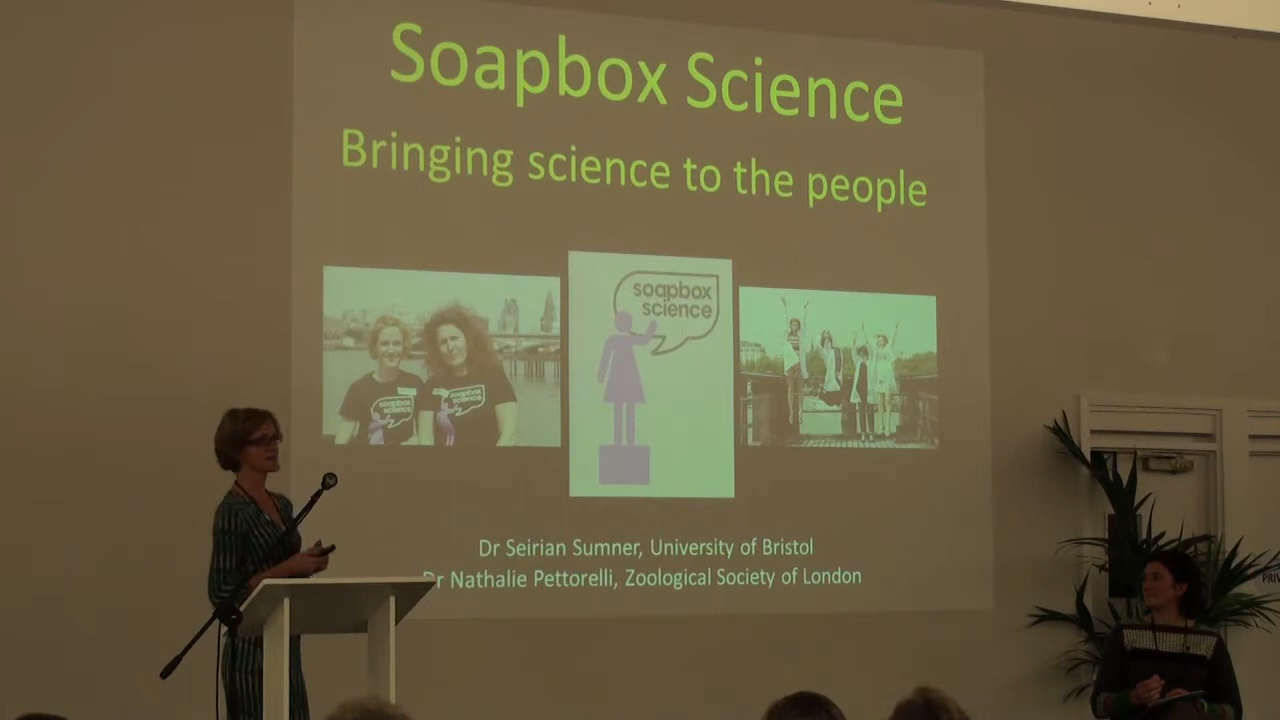 Soapbox Science
Bringing science to the people
soapbox
science
soapbox
science
soapbox
science
Dr Seirian Sumner, University of Bristol
Dr Nathalie Pettorelli, Zoological Society of London